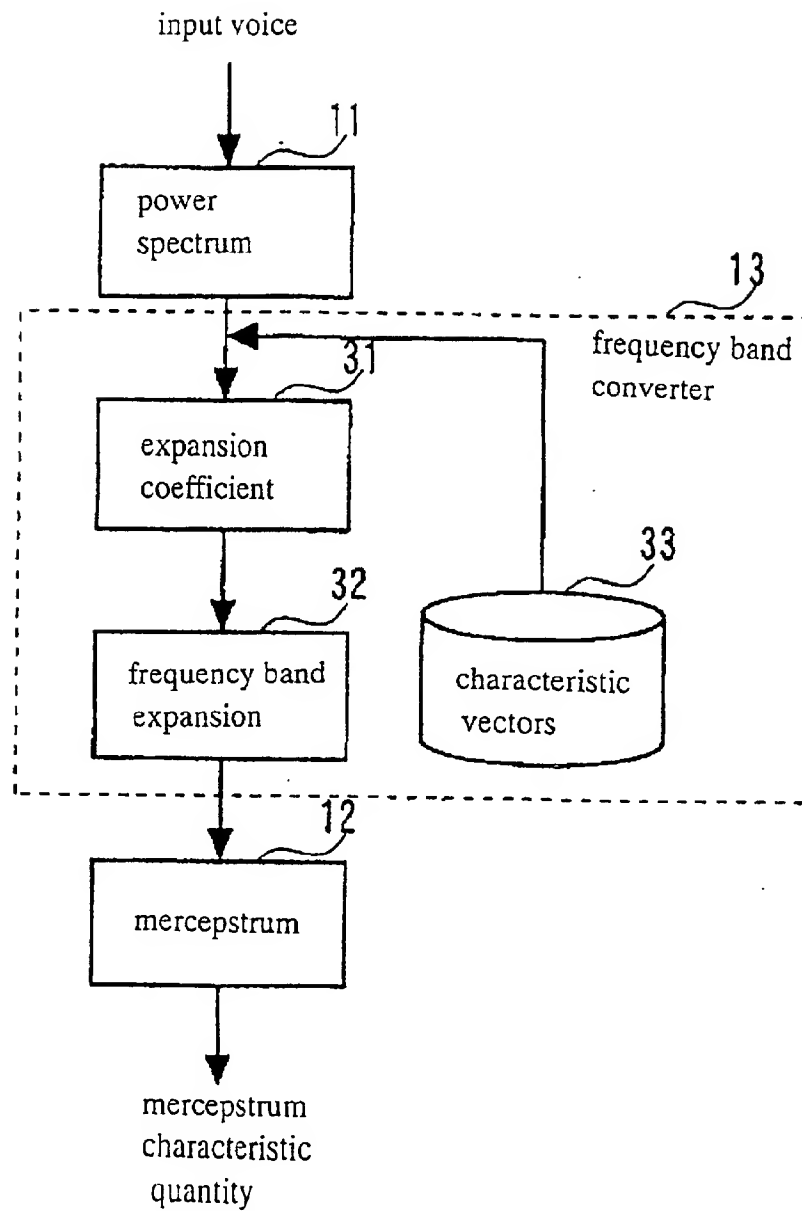 input voice
11
power
spectrum
13
frequency band
converter
31
expansion
coefficient
32
frequency band
expansion
33
characteristic
vectors
12
mercepstrum
mercepstrum
characteristic
quantity